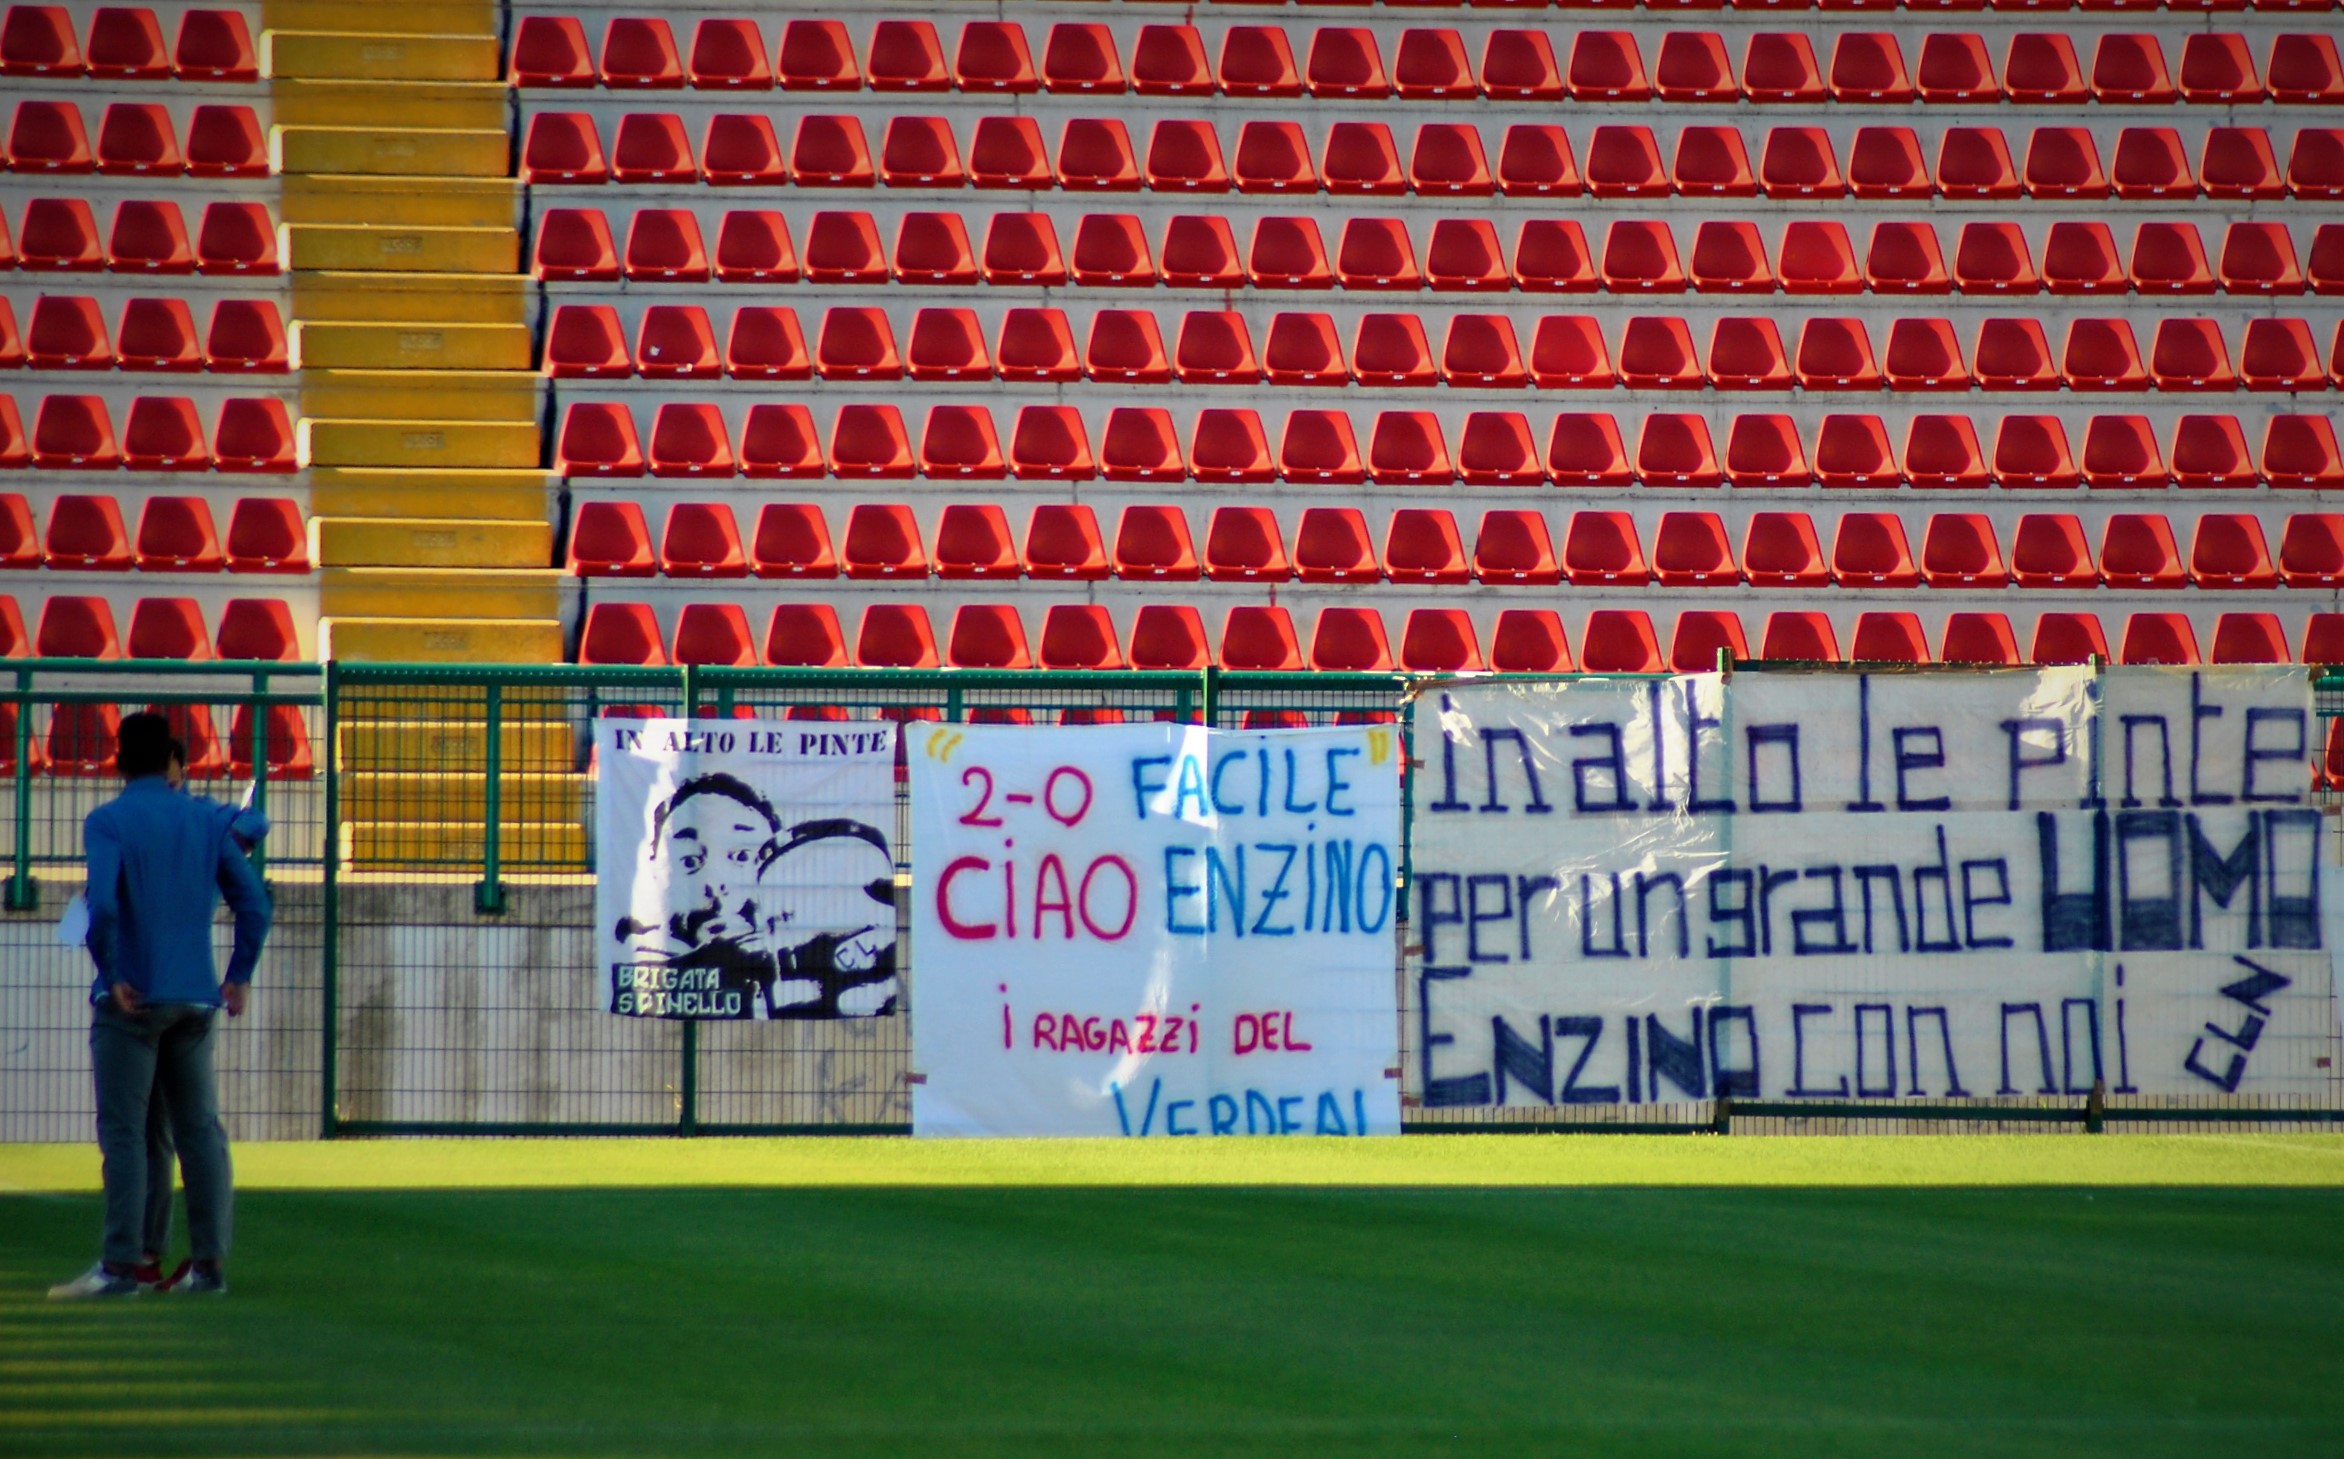 IN ALTO LE PINTE
BRIGATA
SPINELLO
"2-0 FACILE"
CiAO ENZiNO
i RAGAZZi DEL
in alto le pinte
per un grande UOMO
ENZINO con noi
CLN